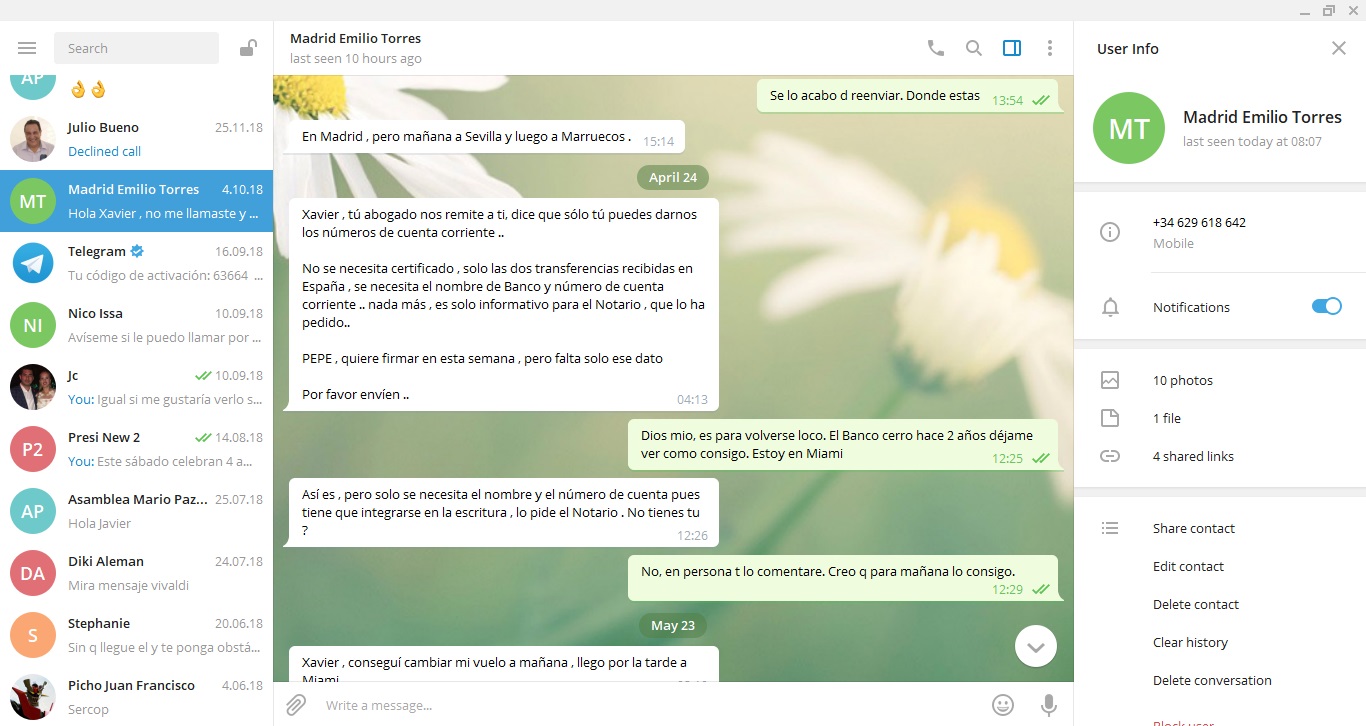 Search
AP
👌👌
Julio Bueno 25.11.18
Declined call
MT
Madrid Emilio Torres 4.10.18
Hola Xavier , no me llamaste y ...
Telegram 16.09.18
Tu código de activación: 63664 ...
NI
Nico Issa 10.09.18
Avíseme si le puedo llamar por ...
Jc 10.09.18
You: Igual si me gustaría verlo s...
P2
Presi New 2 14.08.18
You: Este sábado celebran 4 a...
AP
Asamblea Mario Paz... 25.07.18
Hola Javier
DA
Diki Aleman 24.07.18
Mira mensaje vivaldi
S
Stephanie 20.06.18
Sin q llegue el y te ponga obstá...
Picho Juan Francisco 4.06.18
Sercop
Madrid Emilio Torres
last seen 10 hours ago
Se lo acabo d reenviar. Donde estas 13:54
En Madrid , pero mañana a Sevilla y luego a Marruecos . 15:14
April 24
Xavier , tú abogado nos remite a ti, dice que sólo tú puedes darnos
los números de cuenta corriente ..
No se necesita certificado , solo las dos transferencias recibidas en
España , se necesita el nombre de Banco y número de cuenta
corriente .. nada más , es solo informativo para el Notario , que lo ha
pedido..
PEPE , quiere firmar en esta semana , pero falta solo ese dato
Por favor envíen .. 04:13
Dios mio, es para volverse loco. El Banco cerro hace 2 años déjame
ver como consigo. Estoy en Miami 12:25
Así es , pero solo se necesita el nombre y el número de cuenta pues
tiene que integrarse en la escritura , lo pide el Notario . No tienes tu
? 12:26
No, en persona t lo comentare. Creo q para mañana lo consigo.
12:29
May 23
Xavier , conseguí cambiar mi vuelo a mañana , llego por la tarde a
Miami
Write a message...
User Info
MT
Madrid Emilio Torres
last seen today at 08:07
+34 629 618 642
Mobile
Notifications
10 photos
1 file
4 shared links
Share contact
Edit contact
Delete contact
Clear history
Delete conversation
Block user